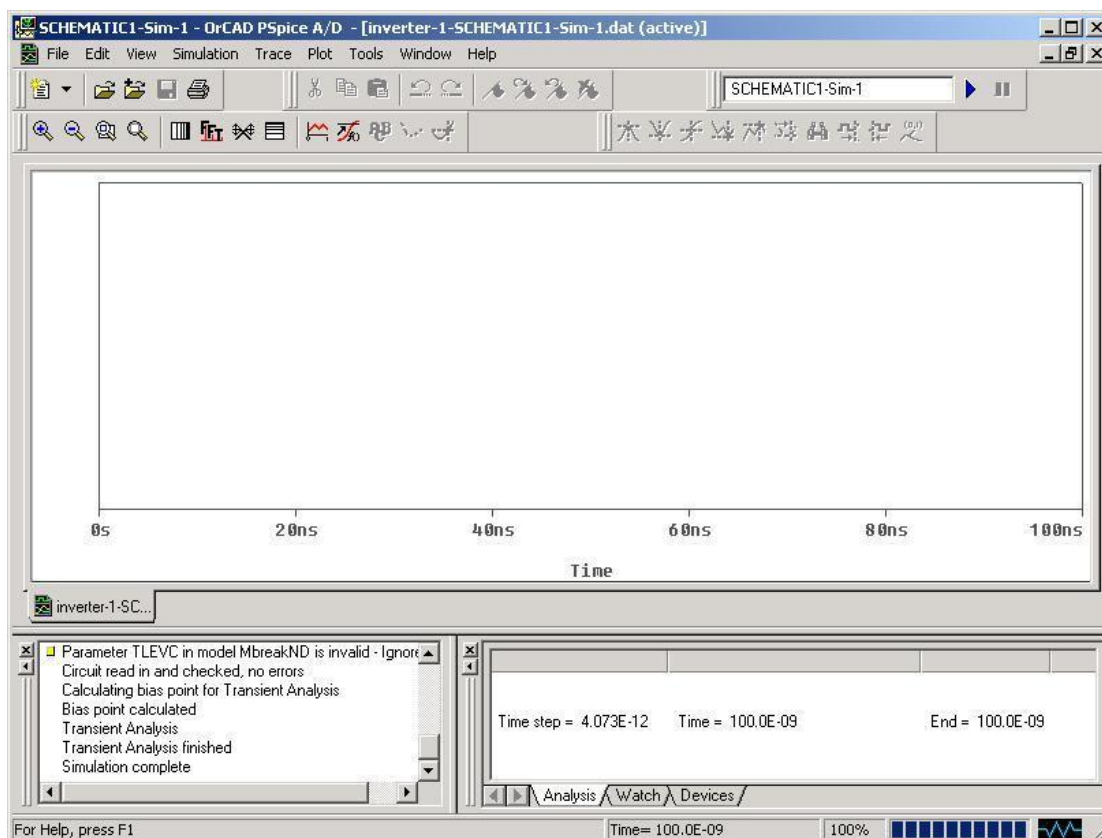 SCHEMATIC1-Sim-1 - OrCAD PSpice A/D - [inverter-1-SCHEMATIC1-Sim-1.dat (active)]
File Edit View Simulation Trace Plot Tools Window Help
SCHEMATIC1-Sim-1
FFT
0s 20ns 40ns 60ns 80ns 100ns
Time
inverter-1-SC...
Parameter TLEVC in model MbreakND is invalid - Ignore
Circuit read in and checked, no errors
Calculating bias point for Transient Analysis
Bias point calculated
Transient Analysis
Transient Analysis finished
Simulation complete
Time step = 4.073E-12 Time = 100.0E-09 End = 100.0E-09
Analysis Watch Devices
For Help, press F1 Time= 100.0E-09 100%